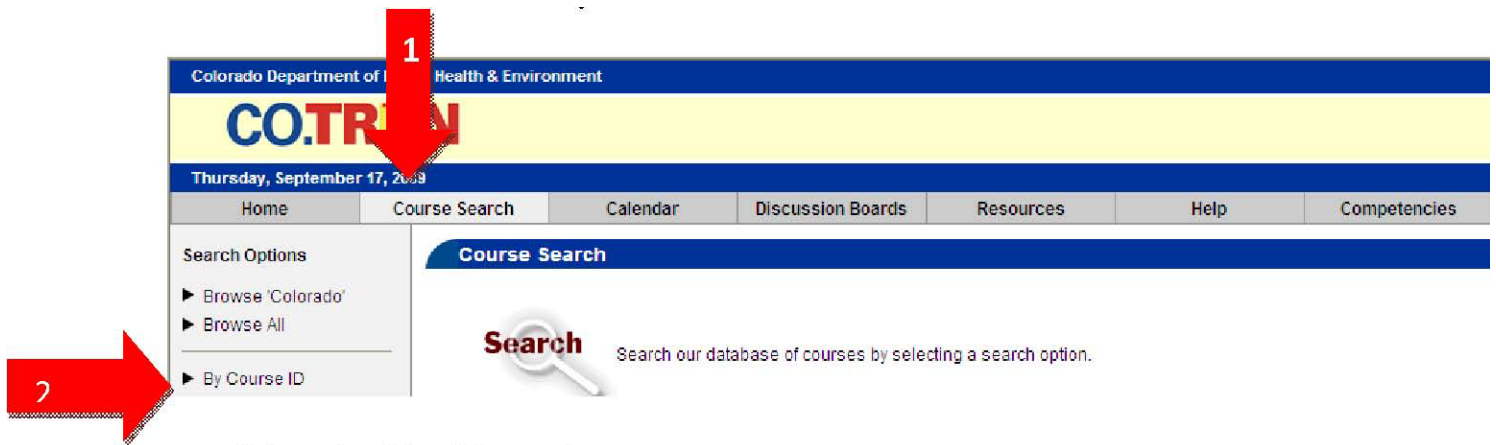 1
Colorado Department of Health & Environment
CO.TR N
Thursday, September 17, 2009
Home Course Search Calendar Discussion Boards Resources Help Competencies
Search Options
Course Search
Browse 'Colorado'
Browse All
Search
Search our database of courses by selecting a search option.
By Course ID
2